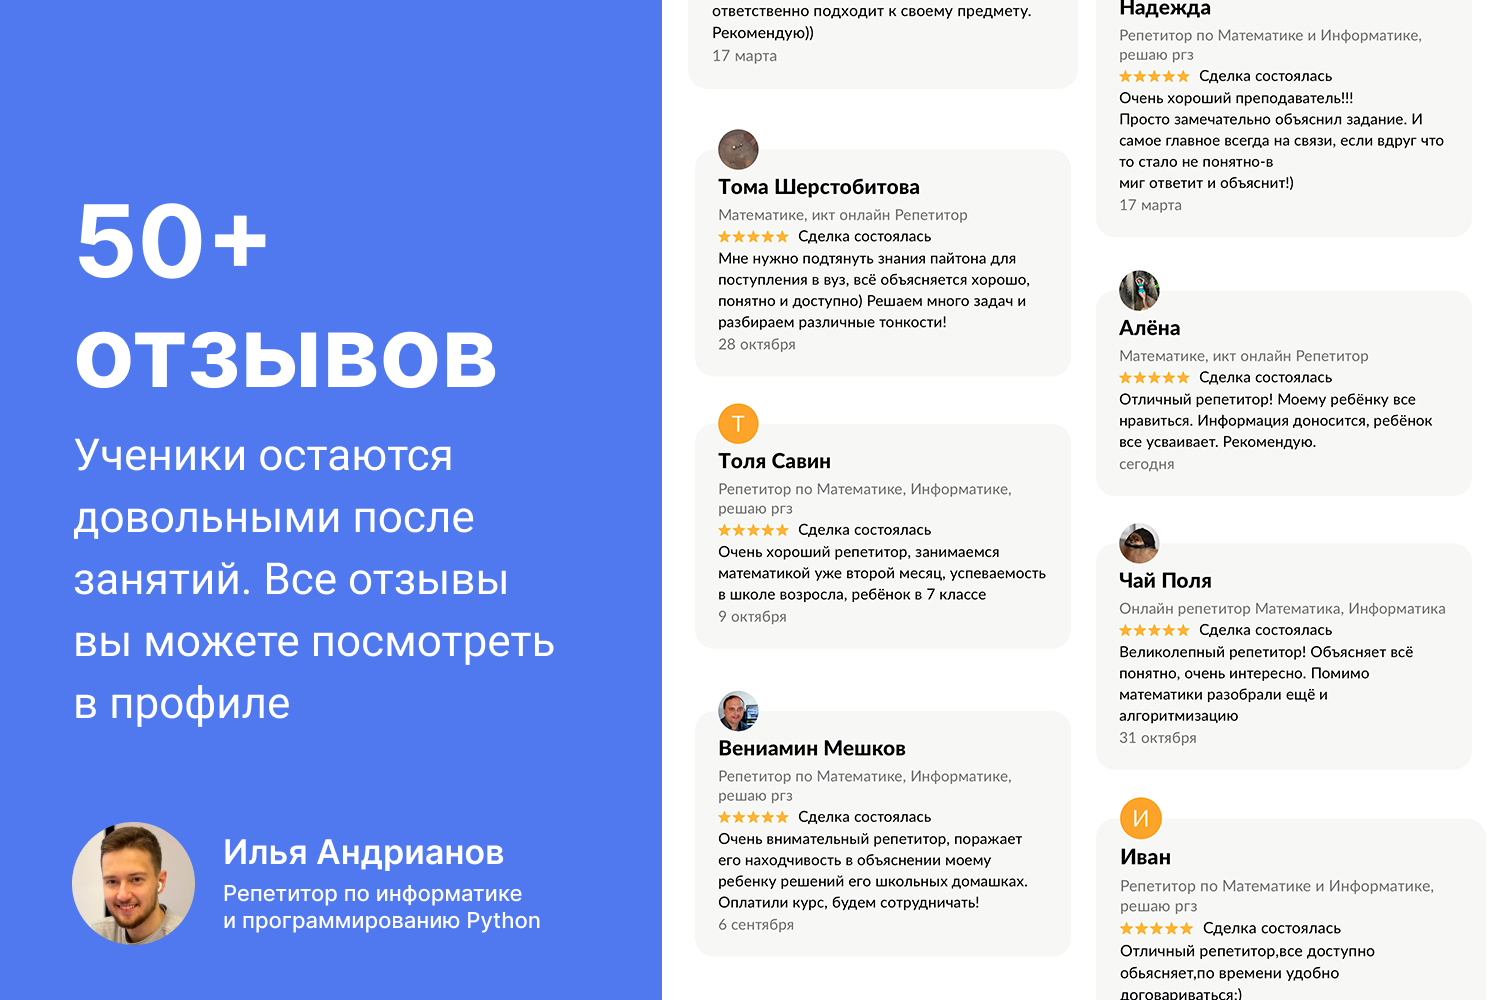 50+
отзывов
Ученики остаются
довольными после
занятий. Все отзывы
вы можете посмотреть
в профиле
Илья Андрианов
Репетитор по информатике
и программированию Python
ответственно подходит к своему предмету.
Рекомендую))
17 марта
Тома Шерстобитова
Математике, икт онлайн Репетитор
Сделка состоялась
Мне нужно подтянуть знания пайтона для
поступления в вуз, всё объясняется хорошо,
понятно и доступно) Решаем много задач и
разбираем различные тонкости!
28 октября
Т
Толя Савин
Репетитор по Математике, Информатике,
решаю ргз
Сделка состоялась
Очень хороший репетитор, занимаемся
математикой уже второй месяц, успеваемость
в школе возросла, ребёнок в 7 классе
9 октября
Вениамин Мешков
Репетитор по Математике, Информатике,
решаю ргз
Сделка состоялась
Очень внимательный репетитор, поражает
его находчивость в объяснении моему
ребенку решений его школьных домашках.
Оплатили курс, будем сотрудничать!
6 сентября
Надежда
Репетитор по Математике и Информатике,
решаю ргз
Сделка состоялась
Очень хороший преподаватель!!!
Просто замечательно объяснил задание. И
самое главное всегда на связи, если вдруг что
то стало не понятно-в
миг ответит и объяснит!)
17 марта
Алёна
Математике, икт онлайн Репетитор
Сделка состоялась
Отличный репетитор! Моему ребёнку все
нравиться. Информация доносится, ребёнок
все усваивает. Рекомендую.
сегодня
Чай Поля
Онлайн репетитор Математика, Информатика
Сделка состоялась
Великолепный репетитор! Объясняет всё
понятно, очень интересно. Помимо
математики разобрали ещё и
алгоритмизацию
31 октября
И
Иван
Репетитор по Математике и Информатике,
решаю ргз
Сделка состоялась
Отличный репетитор,все доступно
обьясняет,по времени удобно
договариваться:)